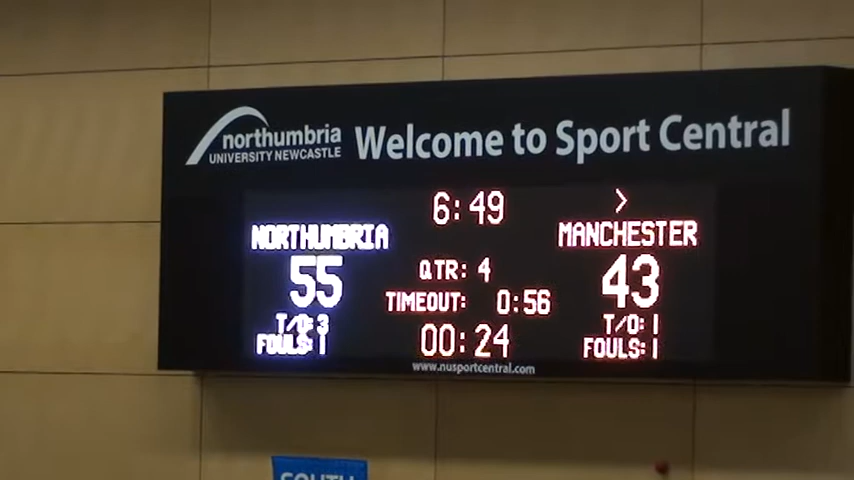 northumbria
UNIVERSITY NEWCASTLE
Welcome to Sport Central
6:49
>
NORTHUMBRIA
MANCHESTER
55
QTR: 4
43
TIMEOUT: 0:56
T/O: 3
T/O: 1
FOULS: 1
00:24
FOULS: 1
www.nusportcentral.com
SOUTH